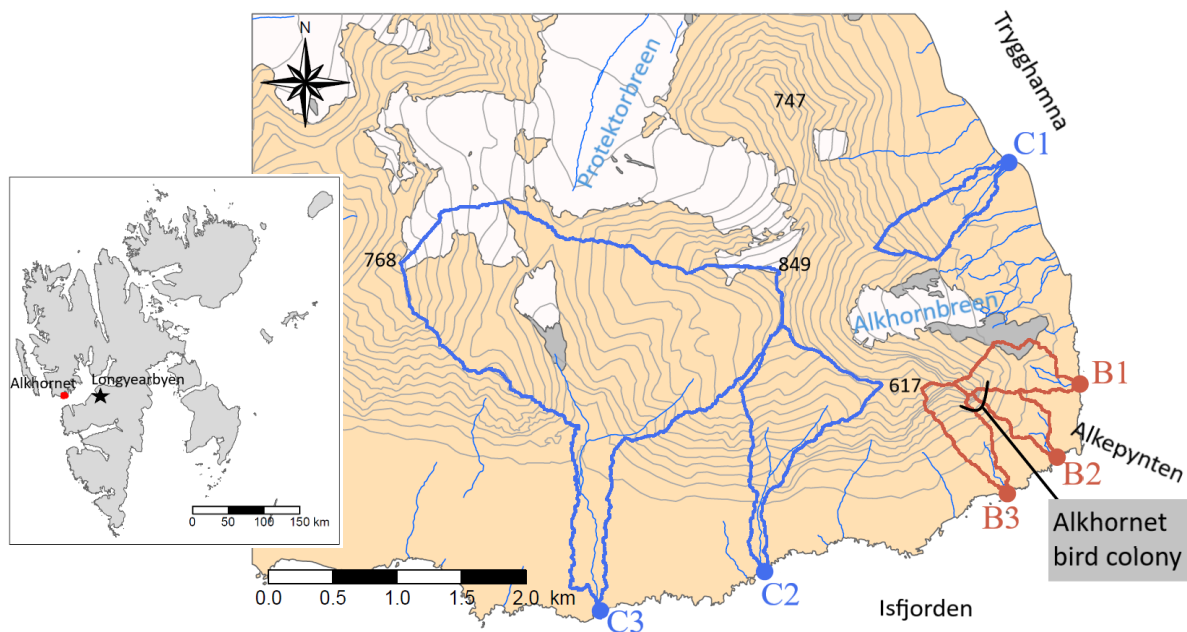 N
Trygghamna
747
Protektorbreen
C1
768
849
Alkhornbreen
Alkhornet
Longyearbyen
617
B1
Alkepynten
B2
B3
0 50 100 150 km
Alkhornet
bird colony
C2
0.0 0.5 1.0 1.5 2.0 km
C3
Isfjorden